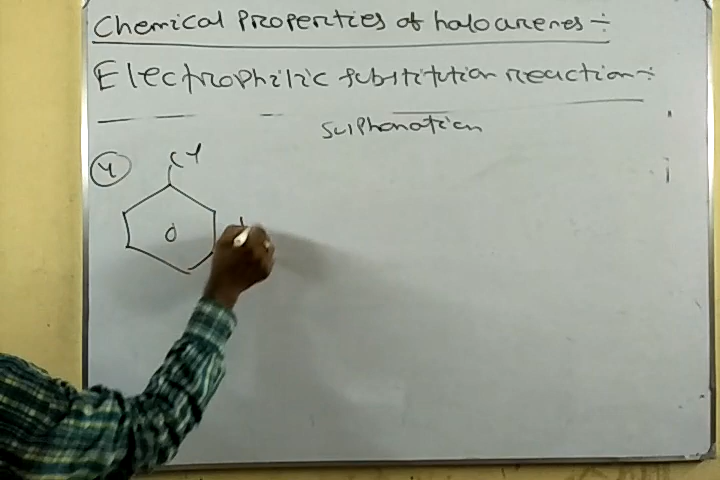 Chemical Properties of haloarenes ÷
Electrophilic substitution reaction ÷
sulphonation
4
Cl